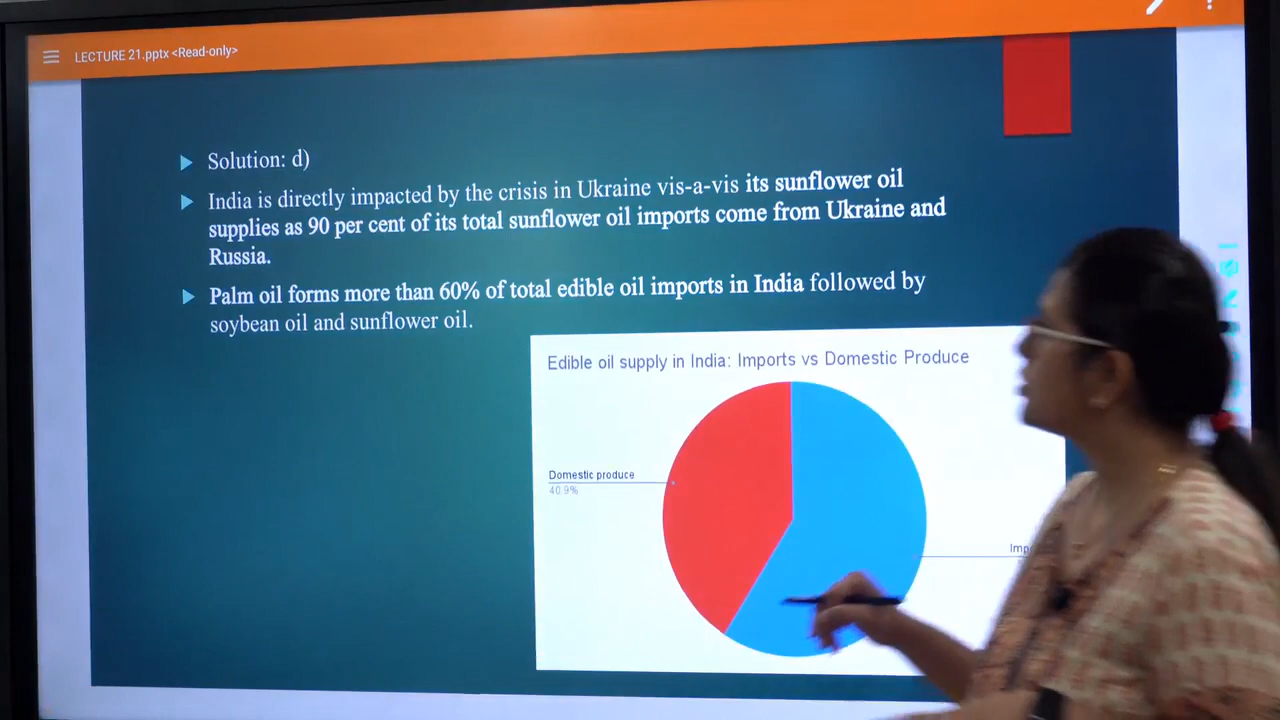 LECTURE 21.pptx <Read-only>
Solution: d)
India is directly impacted by the crisis in Ukraine vis-a-vis its sunflower oil
supplies as 90 per cent of its total sunflower oil imports come from Ukraine and
Russia.
Palm oil forms more than 60% of total edible oil imports in India followed by
soybean oil and sunflower oil.
Edible oil supply in India: Imports vs Domestic Produce
Domestic produce
40.9%